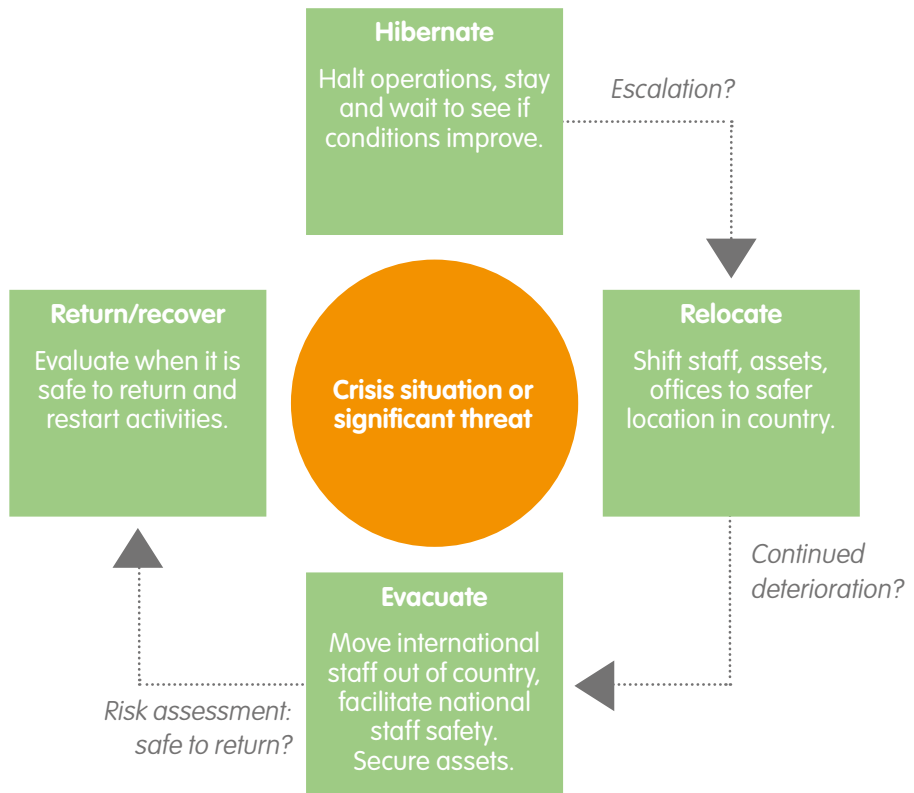 Hibernate
Halt operations, stay
and wait to see if
conditions improve.
Escalation?
Return/recover
Evaluate when it is
safe to return and
restart activities.
Crisis situation or
significant threat
Relocate
Shift staff, assets,
offices to safer
location in country.
Continued
deterioration?
Evacuate
Move international
staff out of country,
facilitate national
staff safety.
Secure assets.
Risk assessment:
safe to return?